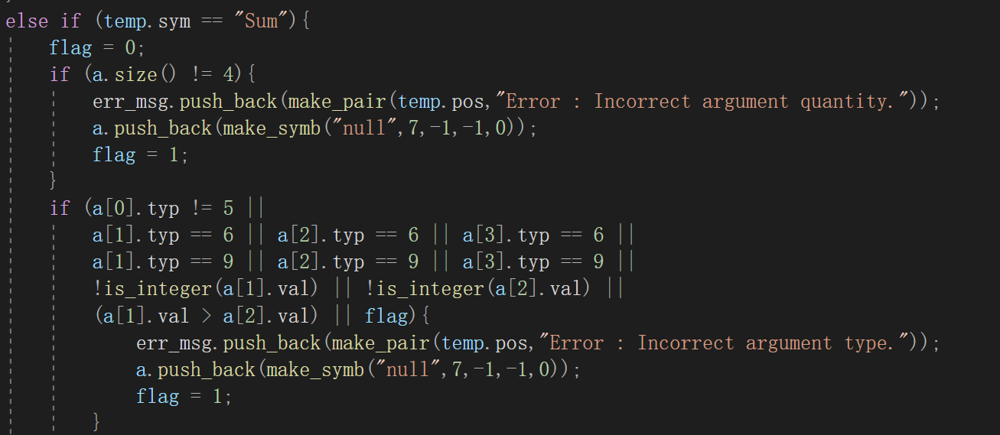 else if (temp.sym == "Sum"){
flag = 0;
if (a.size() != 4){
err_msg.push_back(make_pair(temp.pos,"Error : Incorrect argument quantity."));
a.push_back(make_symb("null",7,-1,-1,0));
flag = 1;
}
if (a[0].typ != 5 ||
a[1].typ == 6 || a[2].typ == 6 || a[3].typ == 6 ||
a[1].typ == 9 || a[2].typ == 9 || a[3].typ == 9 ||
!is_integer(a[1].val) || !is_integer(a[2].val) ||
(a[1].val > a[2].val) || flag){
err_msg.push_back(make_pair(temp.pos,"Error : Incorrect argument type."));
a.push_back(make_symb("null",7,-1,-1,0));
flag = 1;
}